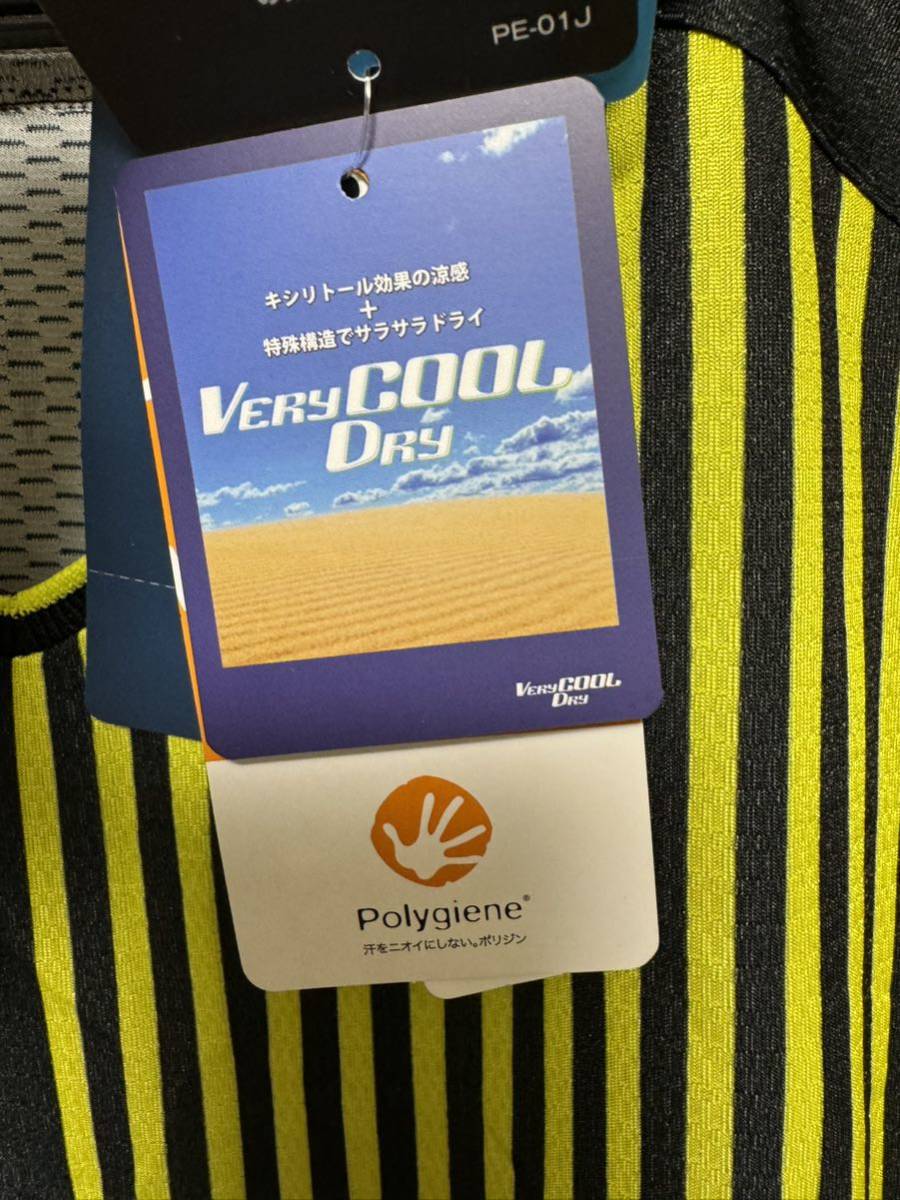 PE-01J
キシリトール効果の涼感
+
特殊構造でサラサラドライ
VERY COOL
DRY
VERY COOL
DRY
Polygiene®
汗をニオイにしない。ポリジン